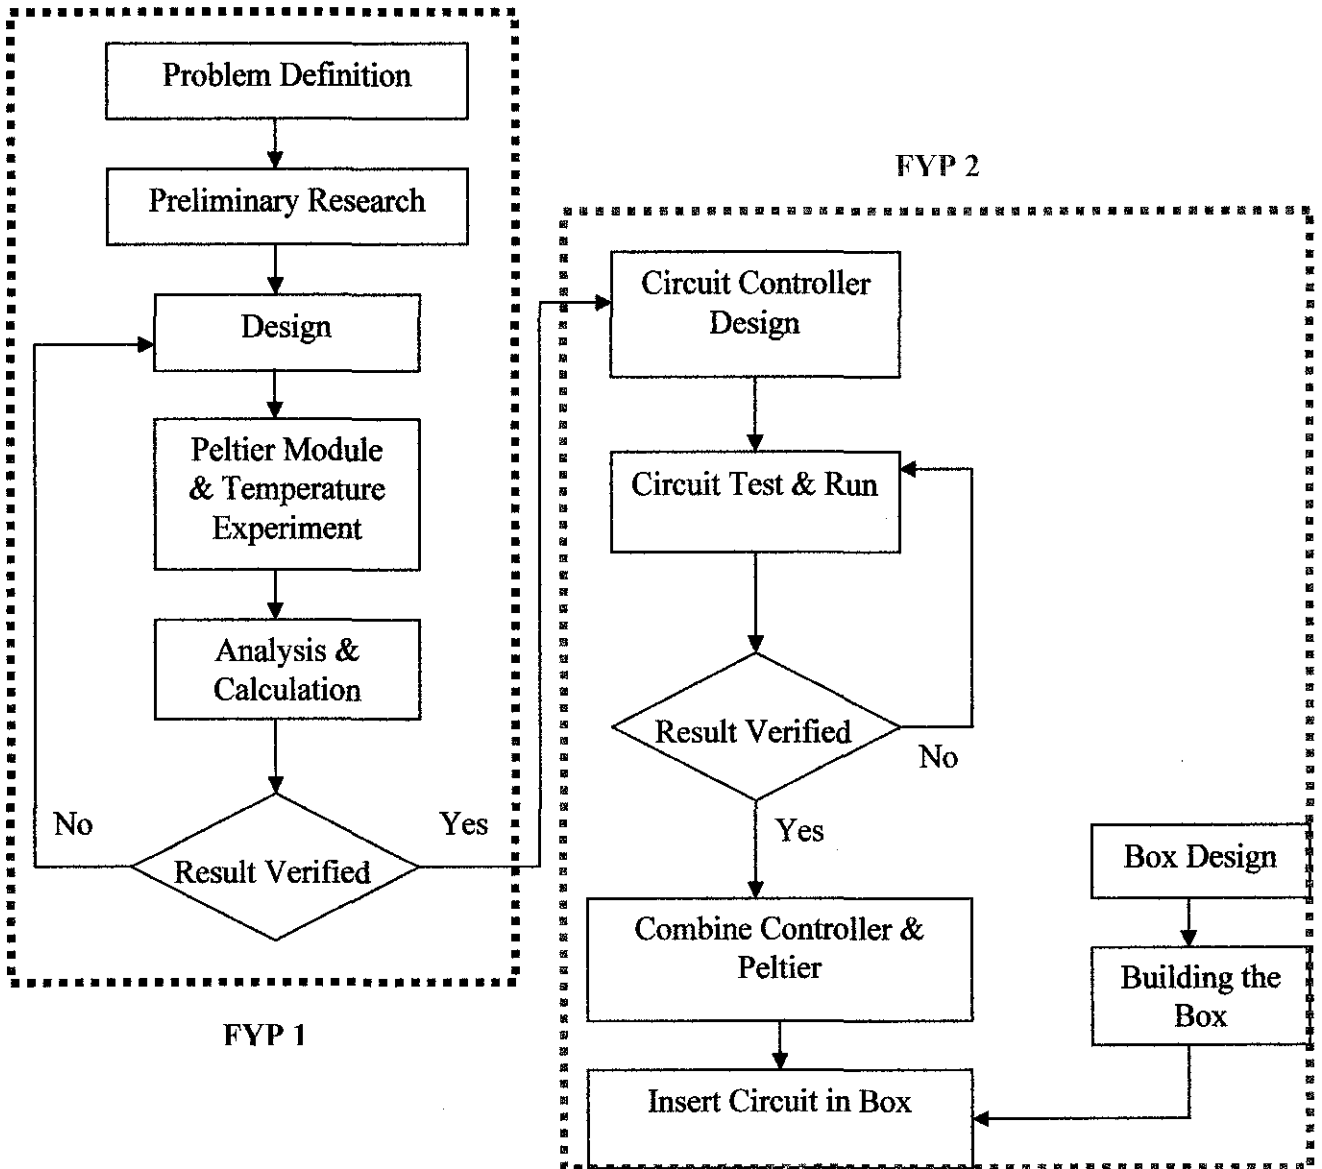 Problem Definition
Preliminary Research
Design
Peltier Module
& Temperature
Experiment
Analysis &
Calculation
No
Yes
Result Verified
FYP 1
FYP 2
Circuit Controller
Design
Circuit Test & Run
Result Verified
No
Yes
Combine Controller &
Peltier
Box Design
Building the
Box
Insert Circuit in Box